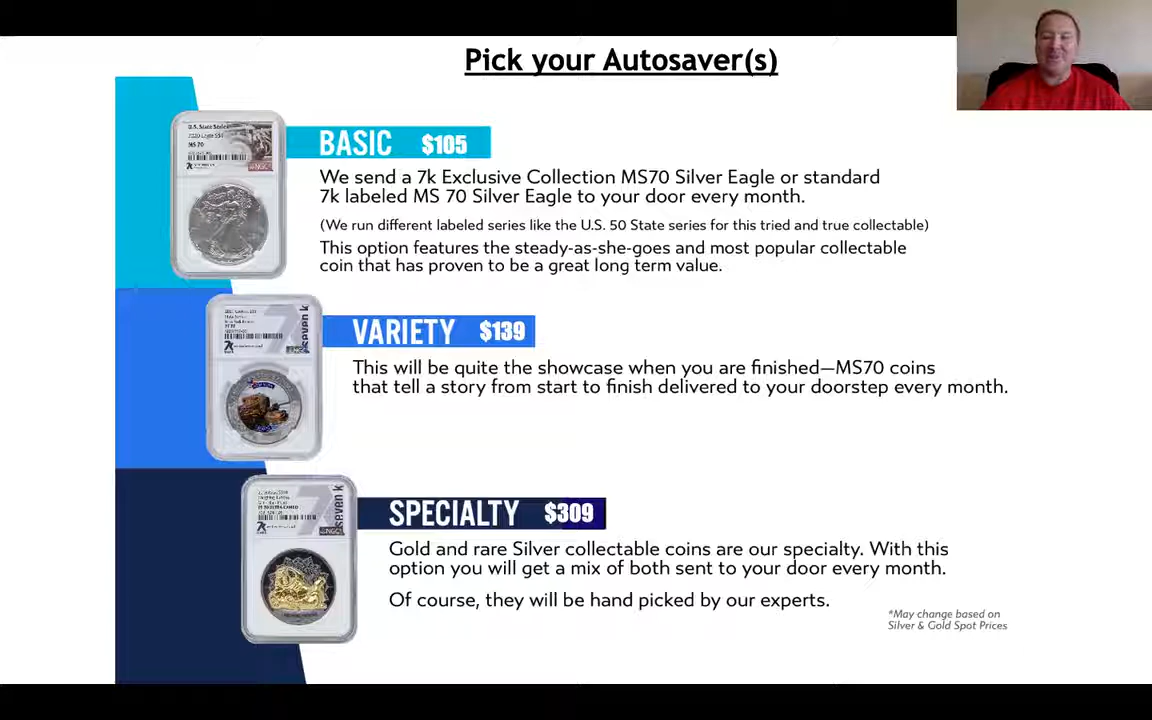 Pick your Autosaver(s)
U.S. State Series
MS 70
NGC
BASIC $105
We send a 7k Exclusive Collection MS70 Silver Eagle or standard
7k labeled MS 70 Silver Eagle to your door every month.
(We run different labeled series like the U.S. 50 State series for this tried and true collectable)
This option features the steady-as-she-goes and most popular collectable
coin that has proven to be a great long term value.
seven k
VARIETY $139
This will be quite the showcase when you are finished—MS70 coins
that tell a story from start to finish delivered to your doorstep every month.
seven k
SPECIALTY $309
Gold and rare Silver collectable coins are our specialty. With this
option you will get a mix of both sent to your door every month.
Of course, they will be hand picked by our experts.
*May change based on
Silver & Gold Spot Prices